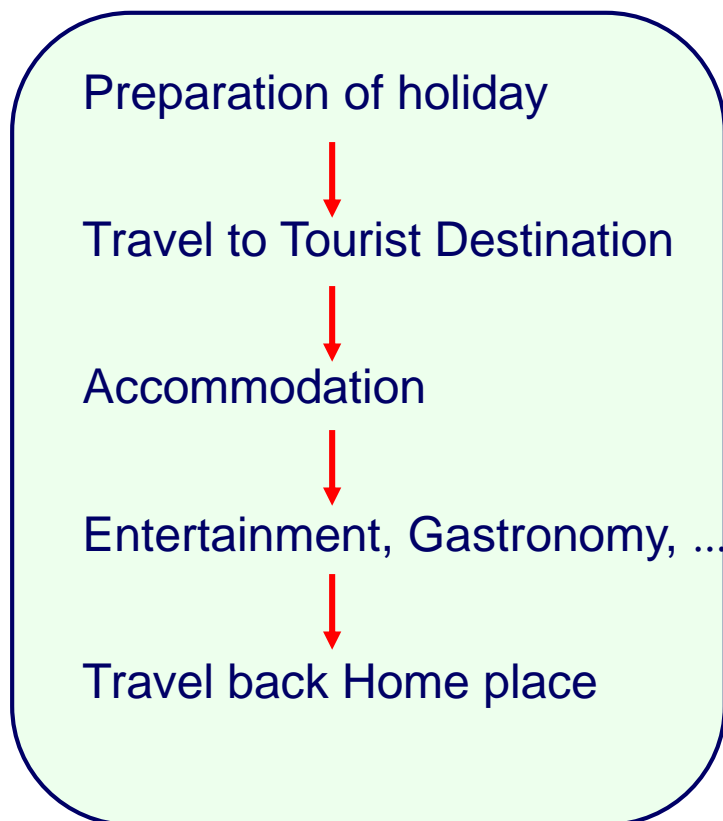 Preparation of holiday
Travel to Tourist Destination
Accommodation
Entertainment, Gastronomy, ...
Travel back Home place